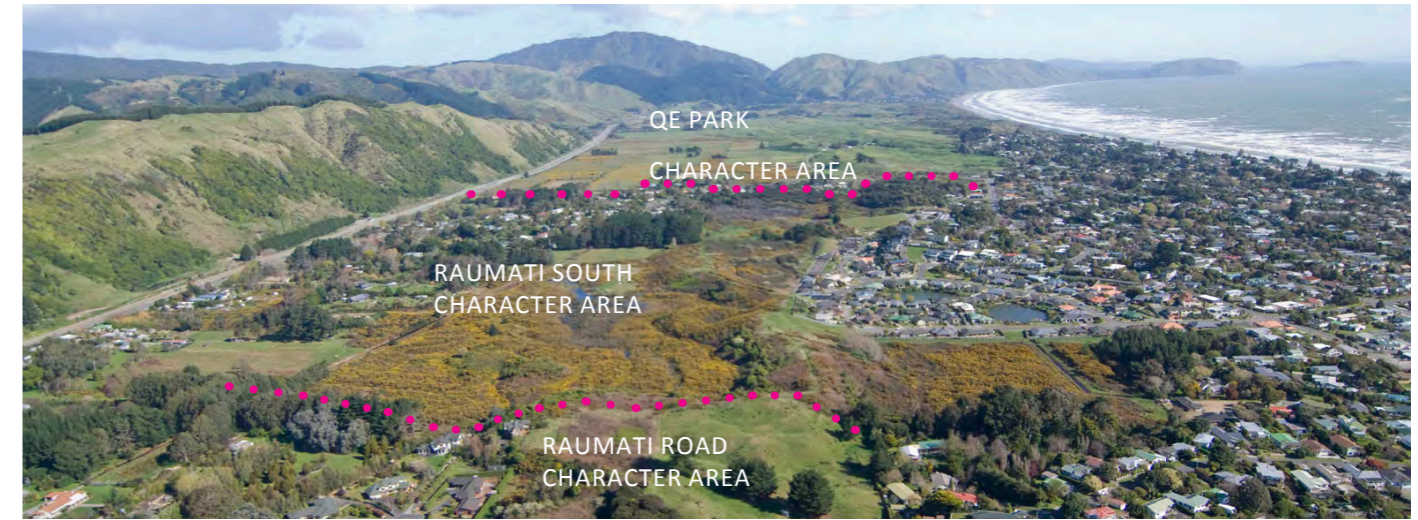 QE PARK
CHARACTER AREA
RAUMATI SOUTH
CHARACTER AREA
RAUMATI ROAD
CHARACTER AREA